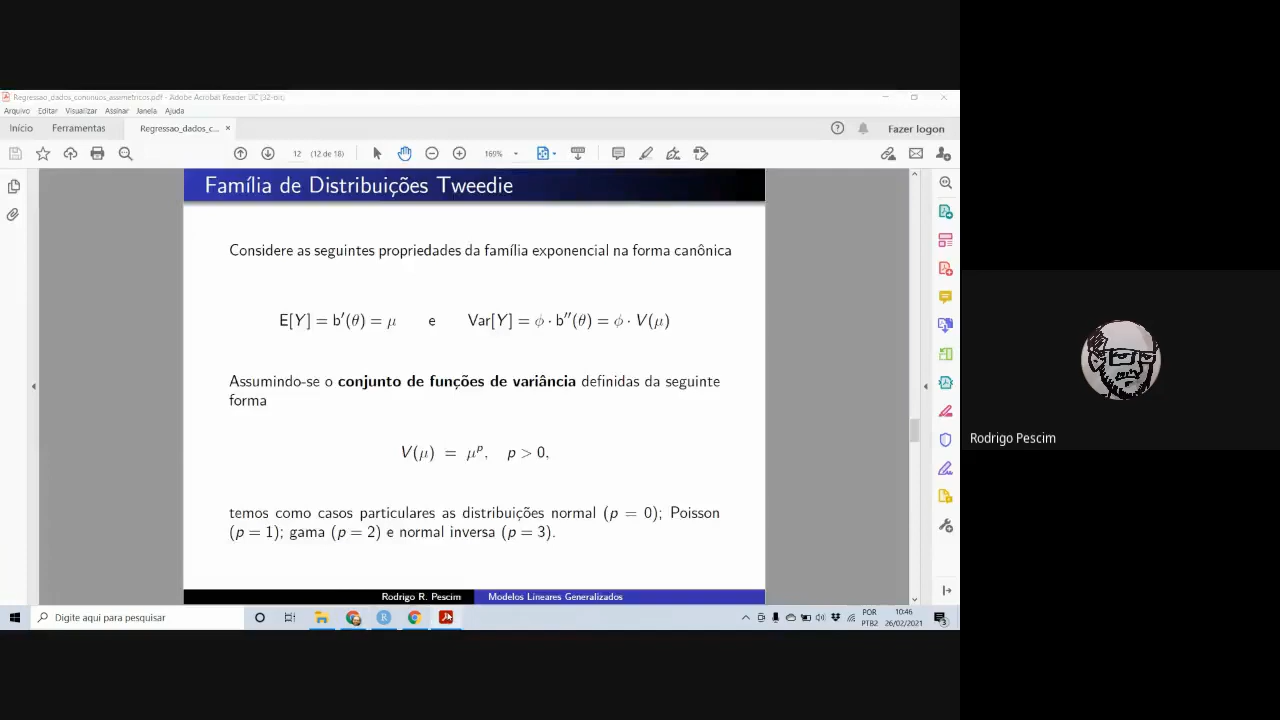 Regressao_dados_continuos_assimetricos.pdf - Adobe Acrobat Reader DC (32-bit)
Arquivo Editar Visualizar Assinar Janela Ajuda
Início Ferramentas Regressao_dados_c... × Fazer logon
12 (12 de 18) 169%
Família de Distribuições Tweedie
Considere as seguintes propriedades da família exponencial na forma canônica
E[Y] = b′(θ) = μ e Var[Y] = ϕ · b′′(θ) = ϕ · V(μ)
Assumindo-se o conjunto de funções de variância definidas da seguinte
forma
V(μ) = μᵖ, p > 0,
temos como casos particulares as distribuições normal (p = 0); Poisson
(p = 1); gama (p = 2) e normal inversa (p = 3).
Rodrigo R. Pescim Modelos Lineares Generalizados
Rodrigo Pescim
Digite aqui para pesquisar
POR 10:46
PTB2 26/02/2021
3